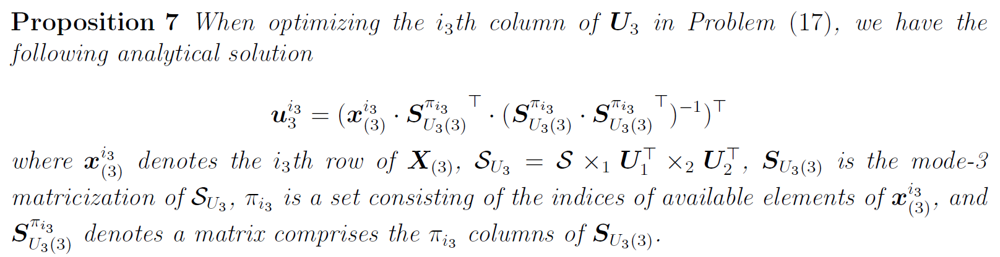 Proposition 7 When optimizing the $i_3$th column of $\boldsymbol{U}_3$ in Problem (17), we have the
following analytical solution
$\boldsymbol{u}_3^{i_3} = (\boldsymbol{x}_{(3)}^{i_3} \cdot {\boldsymbol{S}_{U_3(3)}^{\pi_{i_3}}}^\top \cdot (\boldsymbol{S}_{U_3(3)}^{\pi_{i_3}} \cdot {\boldsymbol{S}_{U_3(3)}^{\pi_{i_3}}}^\top)^{-1})^\top$
where $\boldsymbol{x}_{(3)}^{i_3}$ denotes the $i_3$th row of $\boldsymbol{X}_{(3)}$, $\mathcal{S}_{U_3} = \mathcal{S} \times_1 \boldsymbol{U}_1^\top \times_2 \boldsymbol{U}_2^\top$, $\boldsymbol{S}_{U_3(3)}$ is the mode-3
matricization of $\mathcal{S}_{U_3}$, $\pi_{i_3}$ is a set consisting of the indices of available elements of $\boldsymbol{x}_{(3)}^{i_3}$, and
$\boldsymbol{S}_{U_3(3)}^{\pi_{i_3}}$ denotes a matrix comprises the $\pi_{i_3}$ columns of $\boldsymbol{S}_{U_3(3)}$.